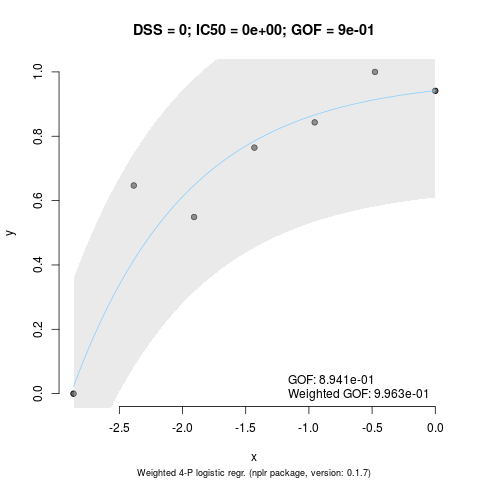 DSS = 0; IC50 = 0e+00; GOF = 9e-01
1.0
0.8
0.6
0.4
0.2
0.0
y
GOF: 8.941e-01
Weighted GOF: 9.963e-01
-2.5 -2.0 -1.5 -1.0 -0.5 0.0
x
Weighted 4-P logistic regr. (nplr package, version: 0.1.7)